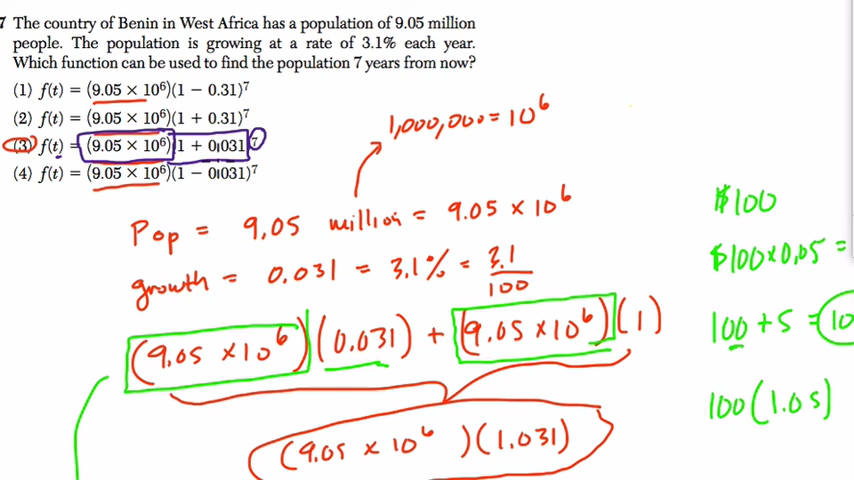 7 The country of Benin in West Africa has a population of 9.05 million
people. The population is growing at a rate of 3.1% each year.
Which function can be used to find the population 7 years from now?
(1) f(t) = (9.05 × 10⁶)(1 − 0.31)⁷
(2) f(t) = (9.05 × 10⁶)(1 + 0.31)⁷
(3) f(t) = (9.05 × 10⁶)(1 + 0.031)⁷
(4) f(t) = (9.05 × 10⁶)(1 − 0.031)⁷
1,000,000 = 10⁶
Pop = 9.05 million = 9.05 × 10⁶
growth = 0.031 = 3.1% = 3.1/100
(9.05 × 10⁶)(0.031) + (9.05 × 10⁶)(1)
(9.05 × 10⁶)(1.031)
$100
$100×0.05 =
100 + 5 = 10
100(1.05)